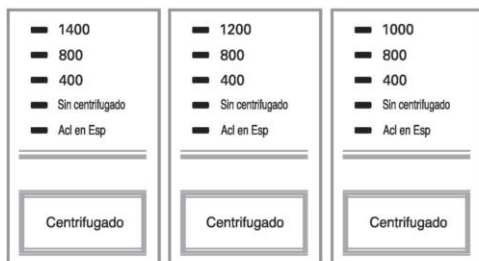 1400
800
400
Sin centrifugado
Acl en Esp
Centrifugado
1200
800
400
Sin centrifugado
Acl en Esp
Centrifugado
1000
800
400
Sin centrifugado
Acl en Esp
Centrifugado